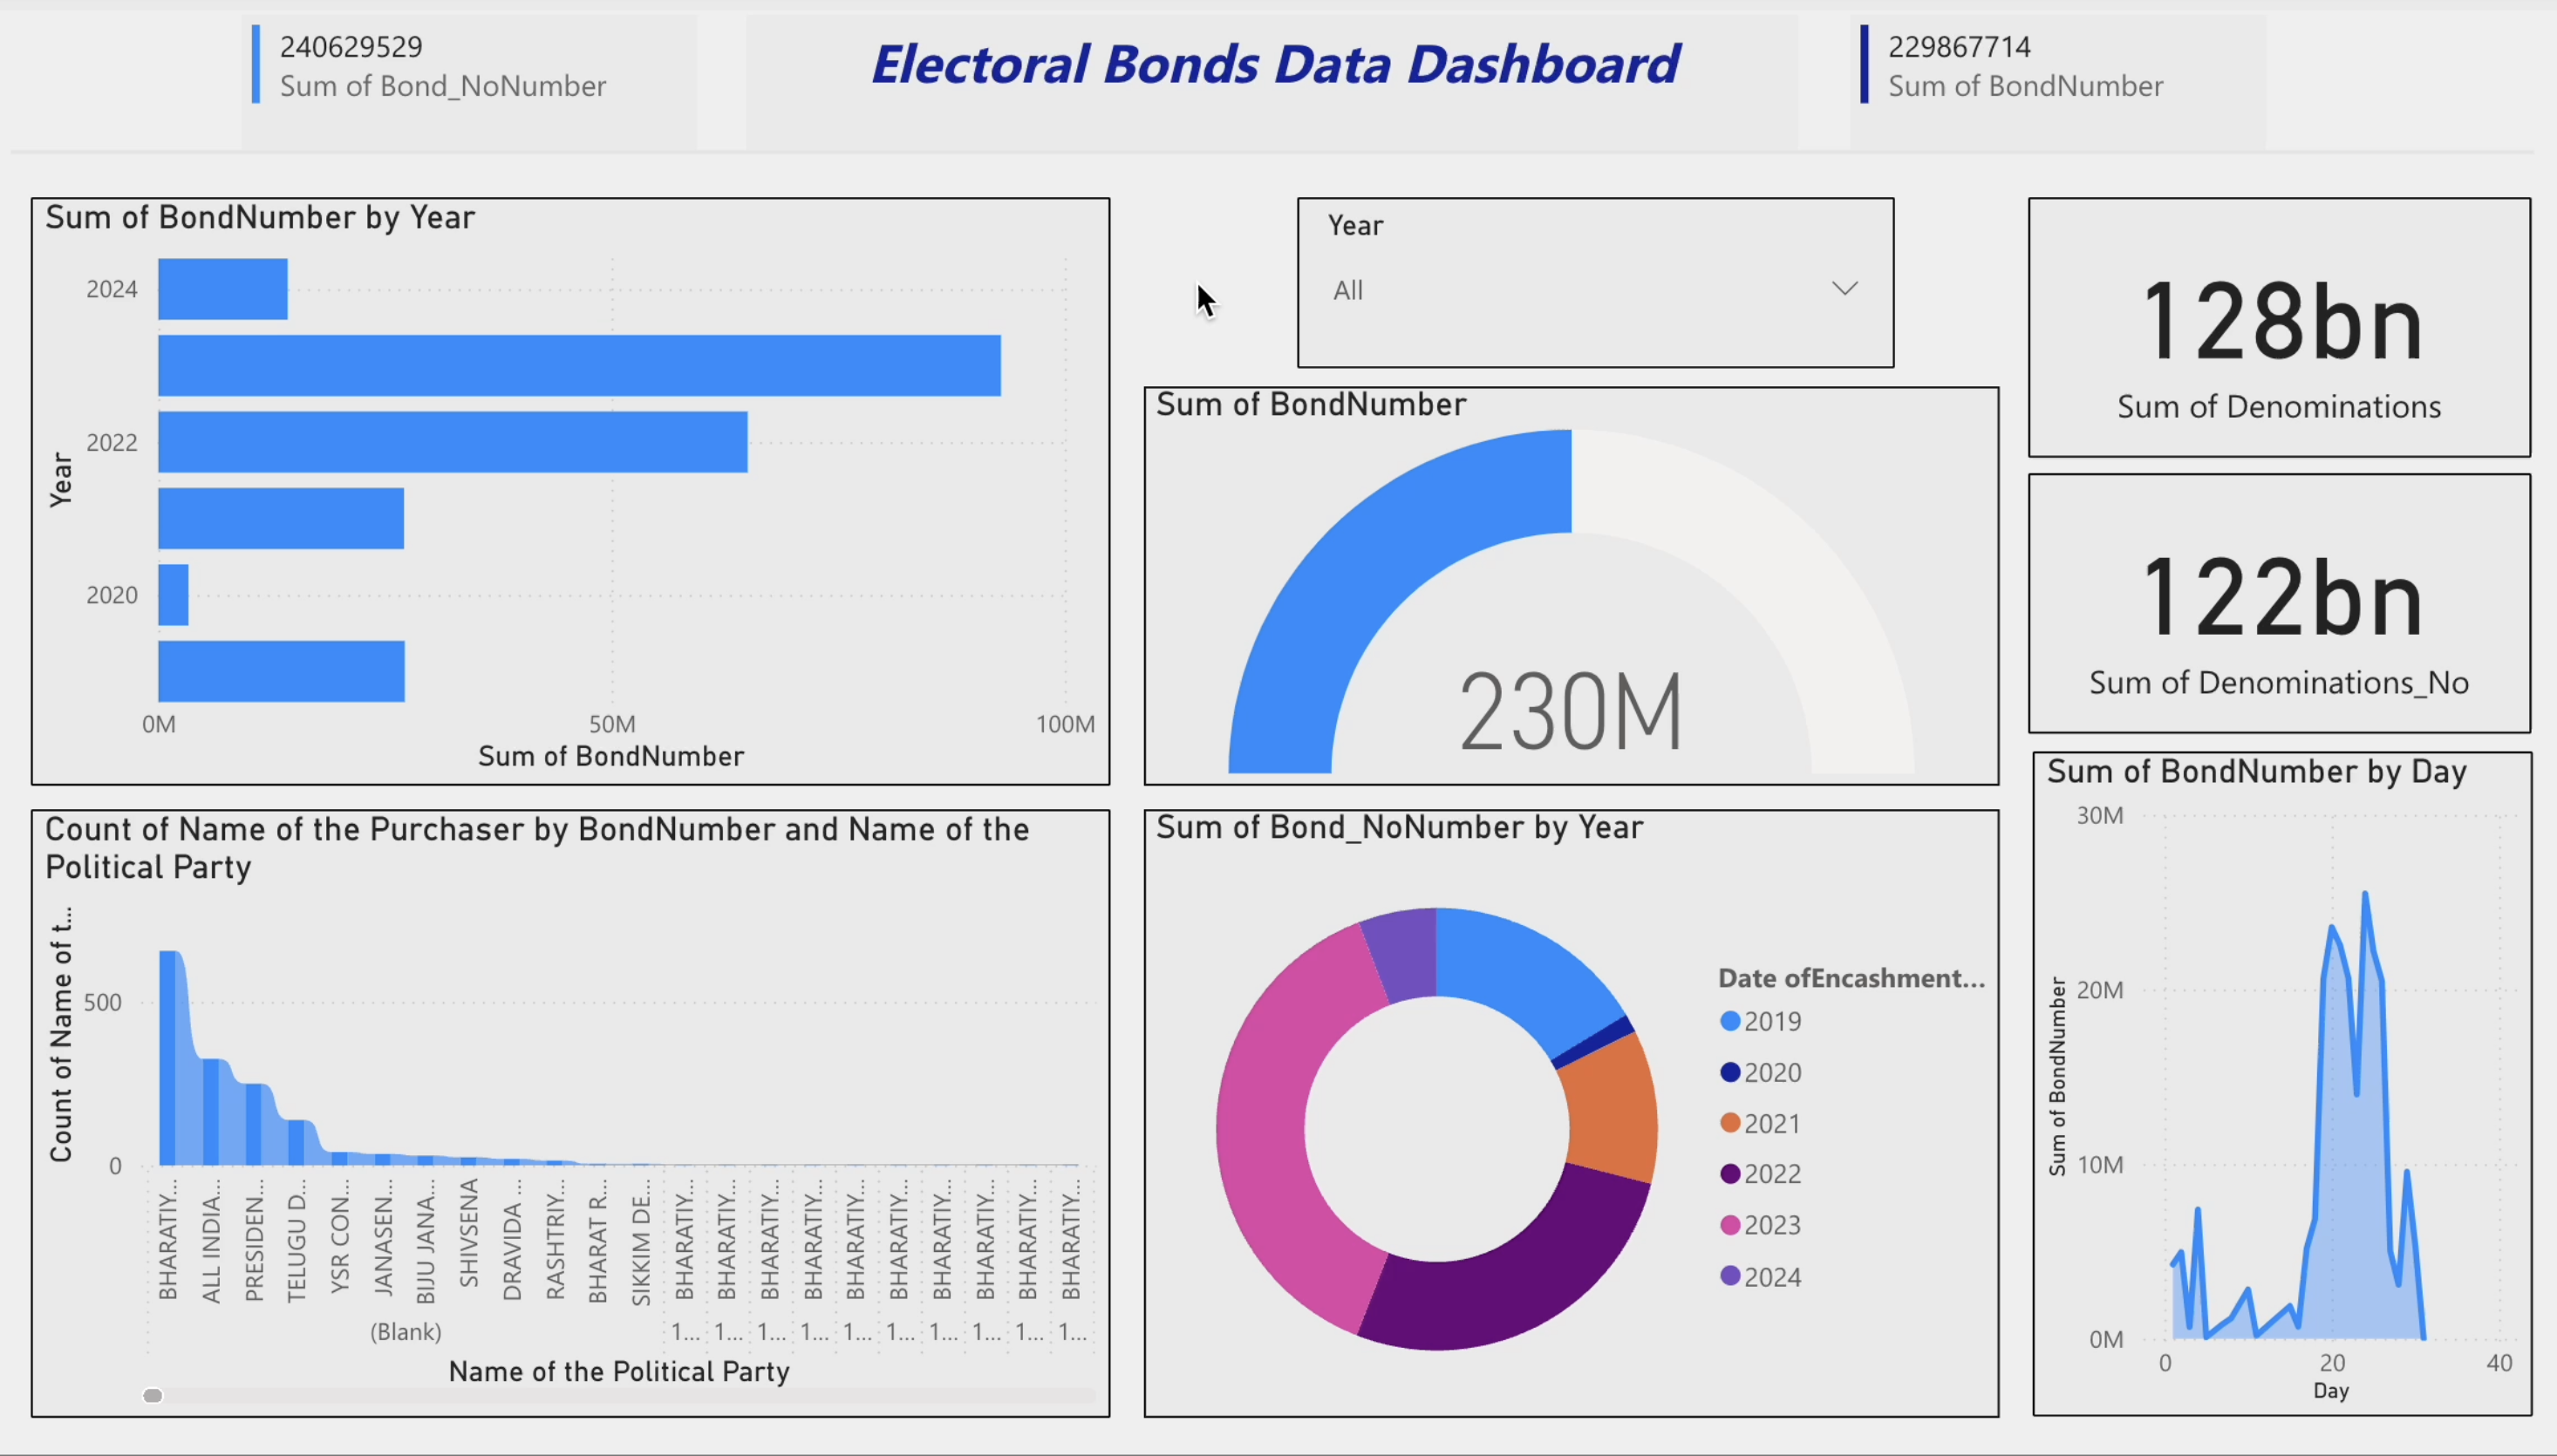 240629529
Sum of Bond_NoNumber
Electoral Bonds Data Dashboard
229867714
Sum of BondNumber
Sum of BondNumber by Year
2024
2022
2020
Year
0M
50M
100M
Sum of BondNumber
Year
All
Sum of BondNumber
230M
128bn
Sum of Denominations
122bn
Sum of Denominations_No
Count of Name of the Purchaser by BondNumber and Name of the
Political Party
Count of Name of t...
500
0
BHARATIY...
ALL INDIA...
PRESIDEN...
TELUGU D...
YSR CON...
JANASEN...
BIJU JANA...
SHIVSENA
DRAVIDA ...
RASHTRIY...
BHARAT R...
SIKKIM DE...
BHARATIY...
BHARATIY...
BHARATIY...
BHARATIY...
BHARATIY...
BHARATIY...
BHARATIY...
BHARATIY...
BHARATIY...
BHARATIY...
(Blank)
1...
1...
1...
1...
1...
1...
1...
1...
1...
1...
Name of the Political Party
Sum of Bond_NoNumber by Year
Date ofEncashment...
2019
2020
2021
2022
2023
2024
Sum of BondNumber by Day
30M
20M
10M
0M
Sum of BondNumber
0
20
40
Day